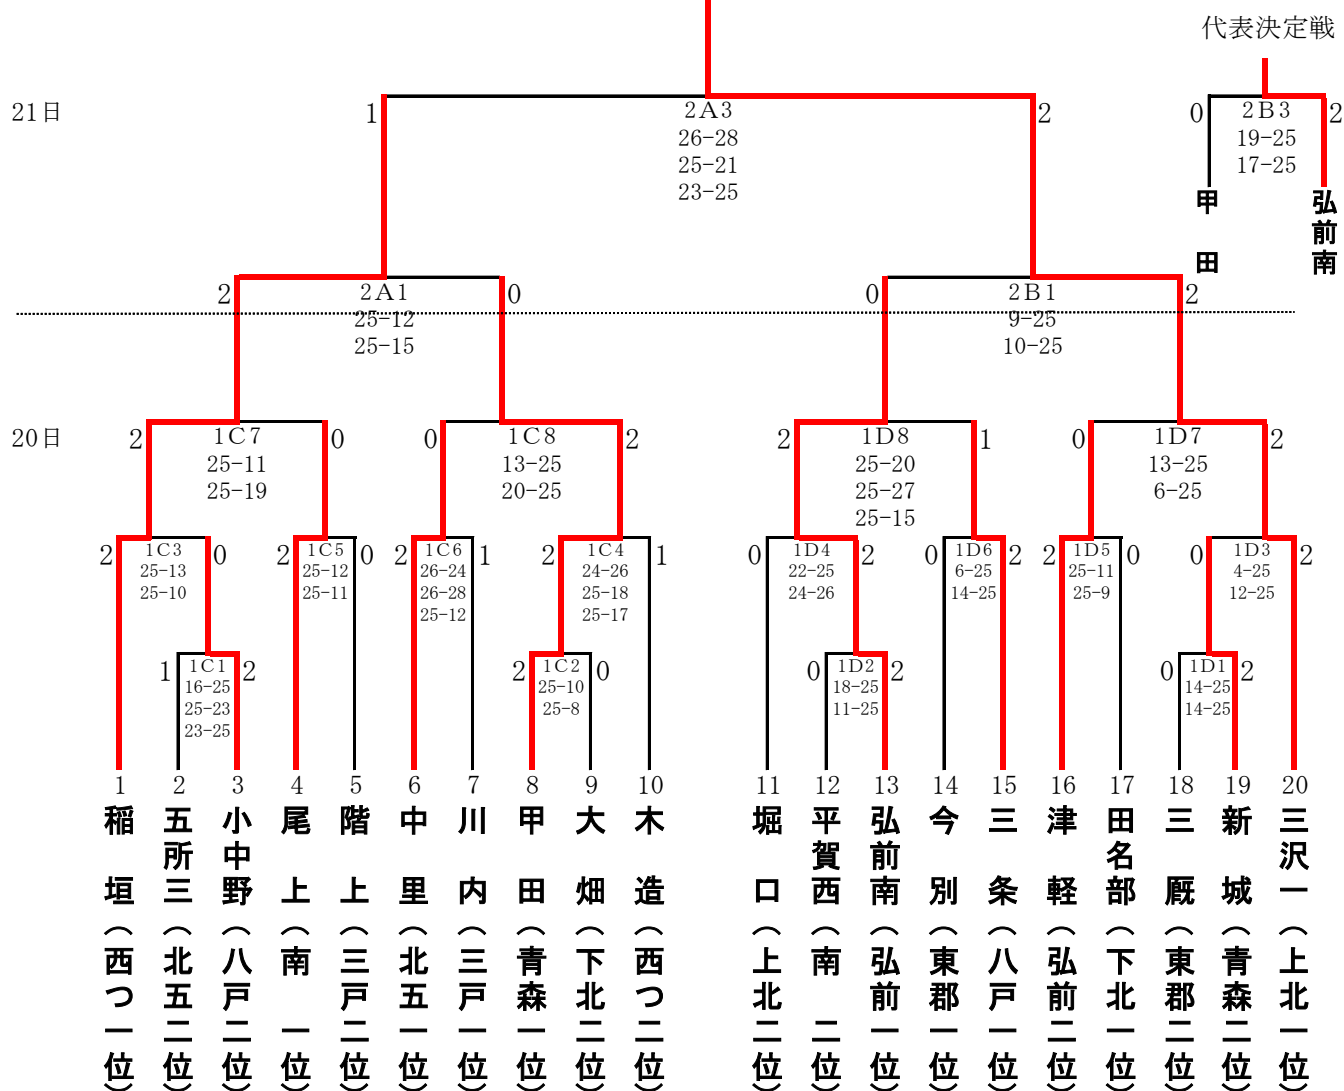 代表決定戦
21日
1
2A3
2
26-28
25-21
23-25
0
2B3
2
19-25
17-25
甲田
弘前南
2
2A1
0
25-12
25-15
0
2B1
2
9-25
10-25
20日
2
1C7
0
25-11
25-19
0
1C8
2
13-25
20-25
2
1D8
1
25-20
25-27
25-15
0
1D7
2
13-25
6-25
2
1C3
0
25-13
25-10
2
1C5
0
25-12
25-11
2
1C6
1
26-24
26-28
25-12
2
1C4
1
24-26
25-18
25-17
0
1D4
2
22-25
24-26
0
1D6
2
6-25
14-25
2
1D5
0
25-11
25-9
0
1D3
2
4-25
12-25
1
1C1
2
16-25
25-23
23-25
2
1C2
0
25-10
25-8
0
1D2
2
18-25
11-25
0
1D1
2
14-25
14-25
1
2
3
4
5
6
7
8
9
10
11
12
13
14
15
16
17
18
19
20
稲垣(西つ一位)
五所三(北五二位)
小中野(八戸二位)
尾上(南一位)
階上(三戸二位)
中里(北五一位)
川内(三戸一位)
甲田(青森一位)
大畑(下北二位)
木造(西つ二位)
堀口(上北二位)
平賀西(南二位)
弘前南(弘前一位)
今別(東郡一位)
三条(八戸一位)
津軽(弘前二位)
田名部(下北一位)
三厩(東郡二位)
新城(青森二位)
三沢一(上北一位)